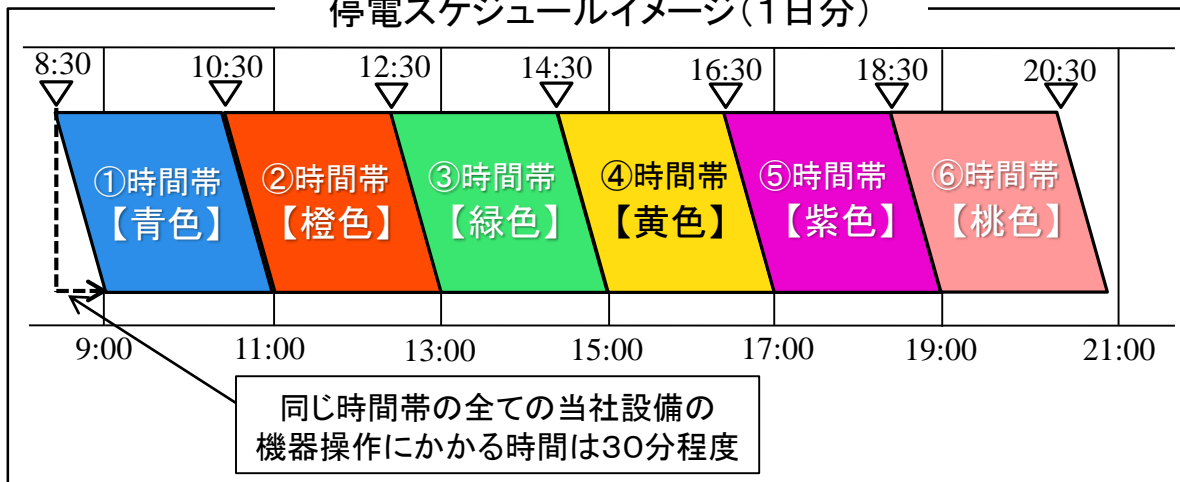 停電スケジュールイメージ(1日分)
8:30 10:30 12:30 14:30 16:30 18:30 20:30
①時間帯 ②時間帯 ③時間帯 ④時間帯 ⑤時間帯 ⑥時間帯
【青色】 【橙色】 【緑色】 【黄色】 【紫色】 【桃色】
9:00 11:00 13:00 15:00 17:00 19:00 21:00
同じ時間帯の全ての当社設備の
機器操作にかかる時間は30分程度